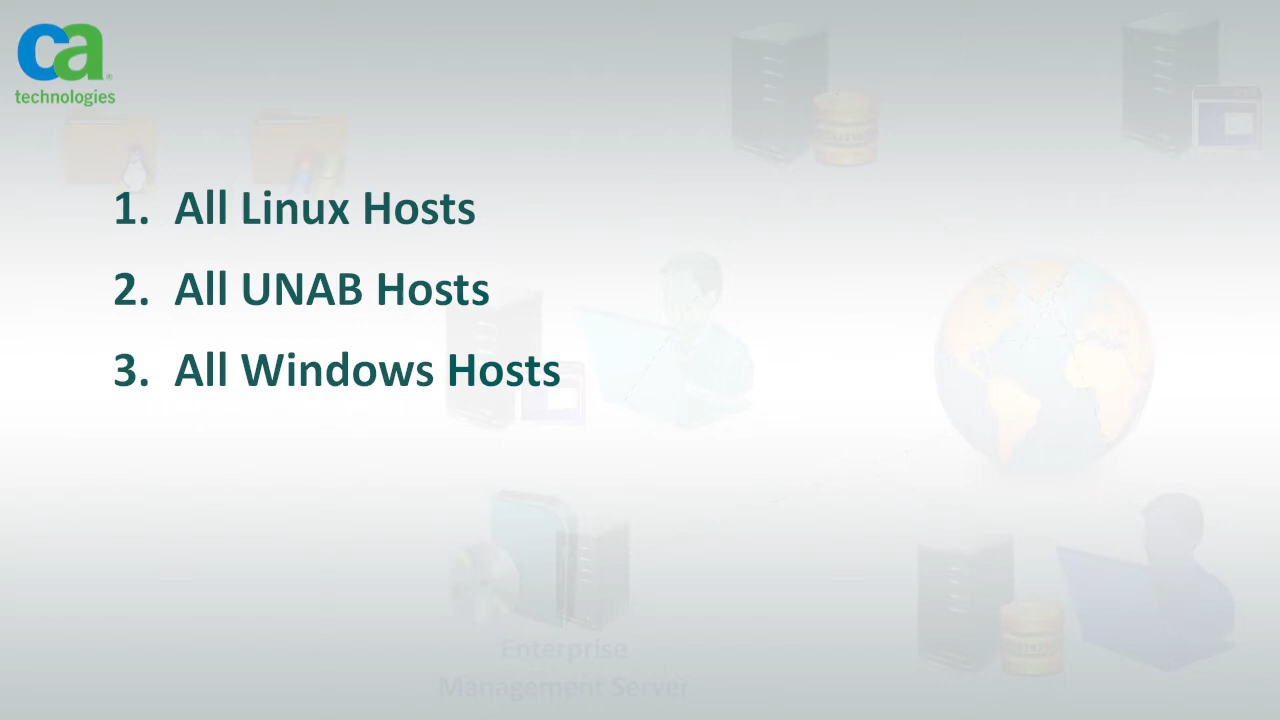 ca
technologies
1. All Linux Hosts
2. All UNAB Hosts
3. All Windows Hosts
Enterprise
Management Server